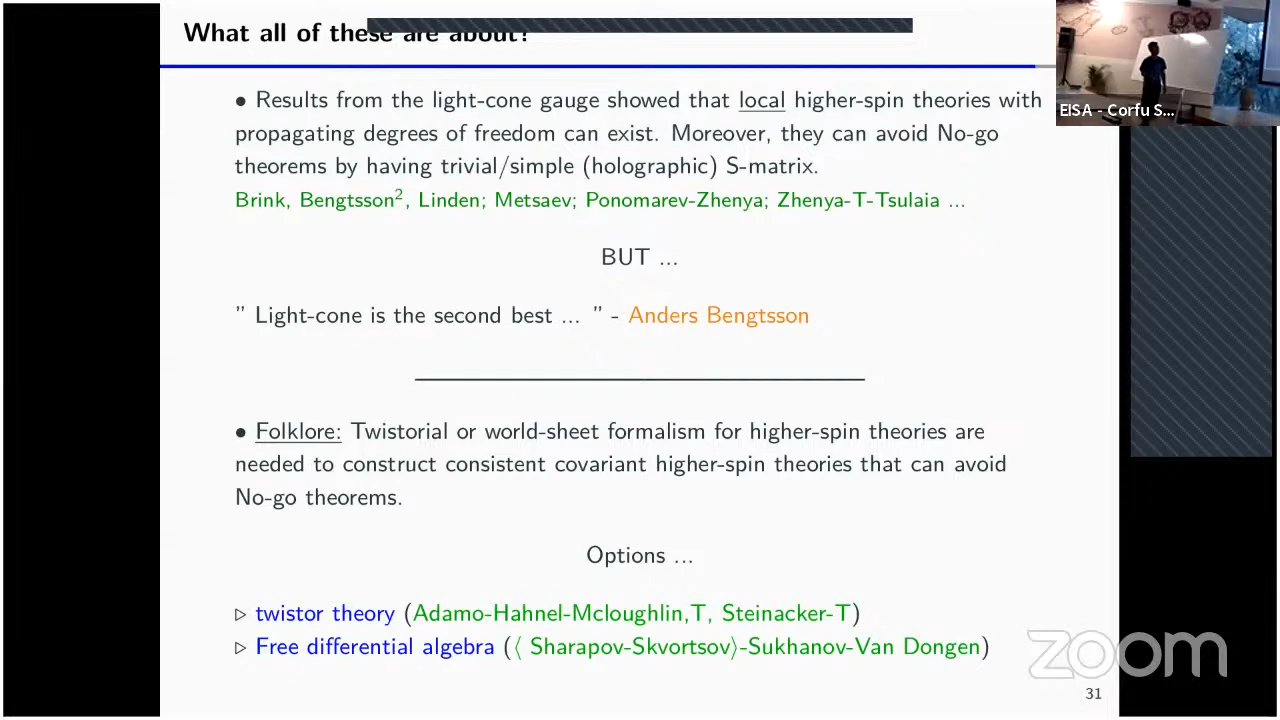 What all of these are about?
• Results from the light-cone gauge showed that local higher-spin theories with
propagating degrees of freedom can exist. Moreover, they can avoid No-go
theorems by having trivial/simple (holographic) S-matrix.
Brink, Bengtsson², Linden; Metsaev; Ponomarev-Zhenya; Zhenya-T-Tsulaia ...
BUT ...
” Light-cone is the second best ... ” - Anders Bengtsson
• Folklore: Twistorial or world-sheet formalism for higher-spin theories are
needed to construct consistent covariant higher-spin theories that can avoid
No-go theorems.
Options ...
▷ twistor theory (Adamo-Hahnel-Mcloughlin,T, Steinacker-T)
▷ Free differential algebra (⟨ Sharapov-Skvortsov⟩-Sukhanov-Van Dongen)
31
EISA - Corfu S...
zoom